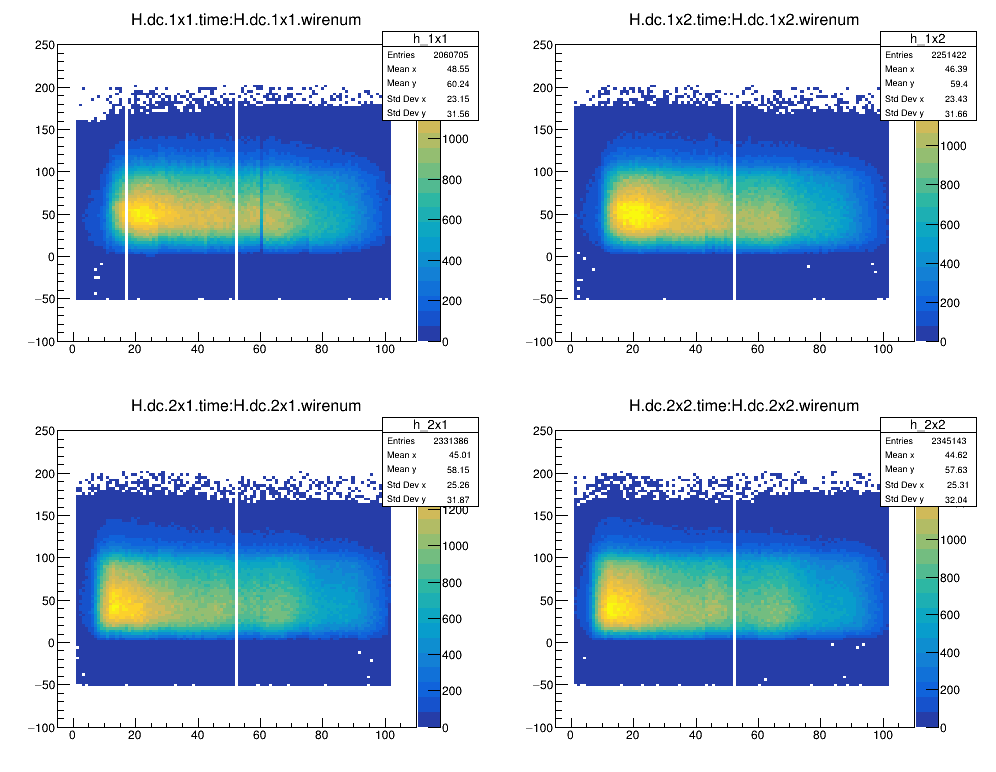 H.dc.1x1.time:H.dc.1x1.wirenum
h_1x1
Entries 2060705
Mean x 48.55
Mean y 60.24
Std Dev x 23.15
Std Dev y 31.56
250
200
150
100
50
0
−50
−100
0 20 40 60 80 100
1000
800
600
400
200
0
H.dc.1x2.time:H.dc.1x2.wirenum
h_1x2
Entries 2251422
Mean x 46.39
Mean y 59.4
Std Dev x 23.43
Std Dev y 31.66
250
200
150
100
50
0
−50
−100
0 20 40 60 80 100
1000
800
600
400
200
0
H.dc.2x1.time:H.dc.2x1.wirenum
h_2x1
Entries 2331386
Mean x 45.01
Mean y 58.15
Std Dev x 25.26
Std Dev y 31.87
250
200
150
100
50
0
−50
−100
0 20 40 60 80 100
1200
1000
800
600
400
200
0
H.dc.2x2.time:H.dc.2x2.wirenum
h_2x2
Entries 2345143
Mean x 44.62
Mean y 57.63
Std Dev x 25.31
Std Dev y 32.04
250
200
150
100
50
0
−50
−100
0 20 40 60 80 100
1000
800
600
400
200
0